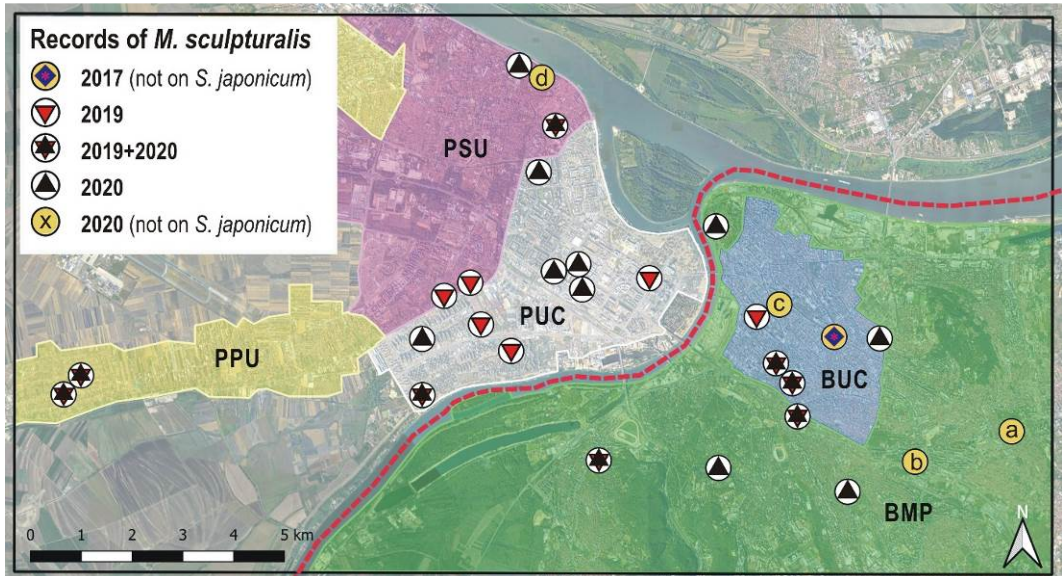 Records of M. sculpturalis
2017 (not on S. japonicum)
2019
2019+2020
2020
x 2020 (not on S. japonicum)
d
PSU
PUC
PPU
c
BUC
a
b
BMP
0 1 2 3 4 5 km
N